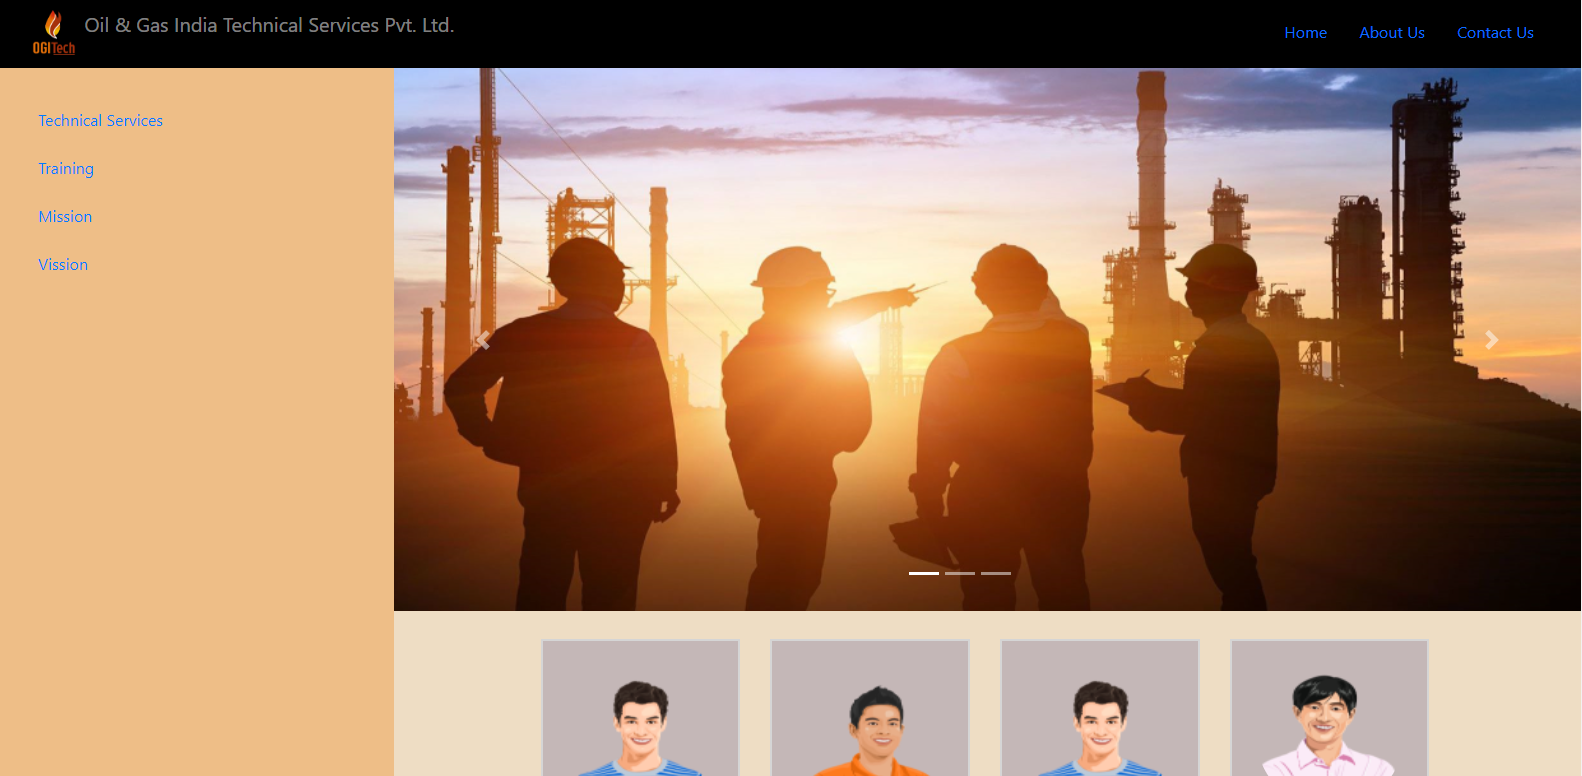 OGITech
Oil & Gas India Technical Services Pvt. Ltd.
Home
About Us
Contact Us
Technical Services
Training
Mission
Vission